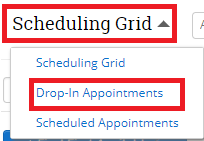 Scheduling Grid
Scheduling Grid
Drop-In Appointments
Scheduled Appointments